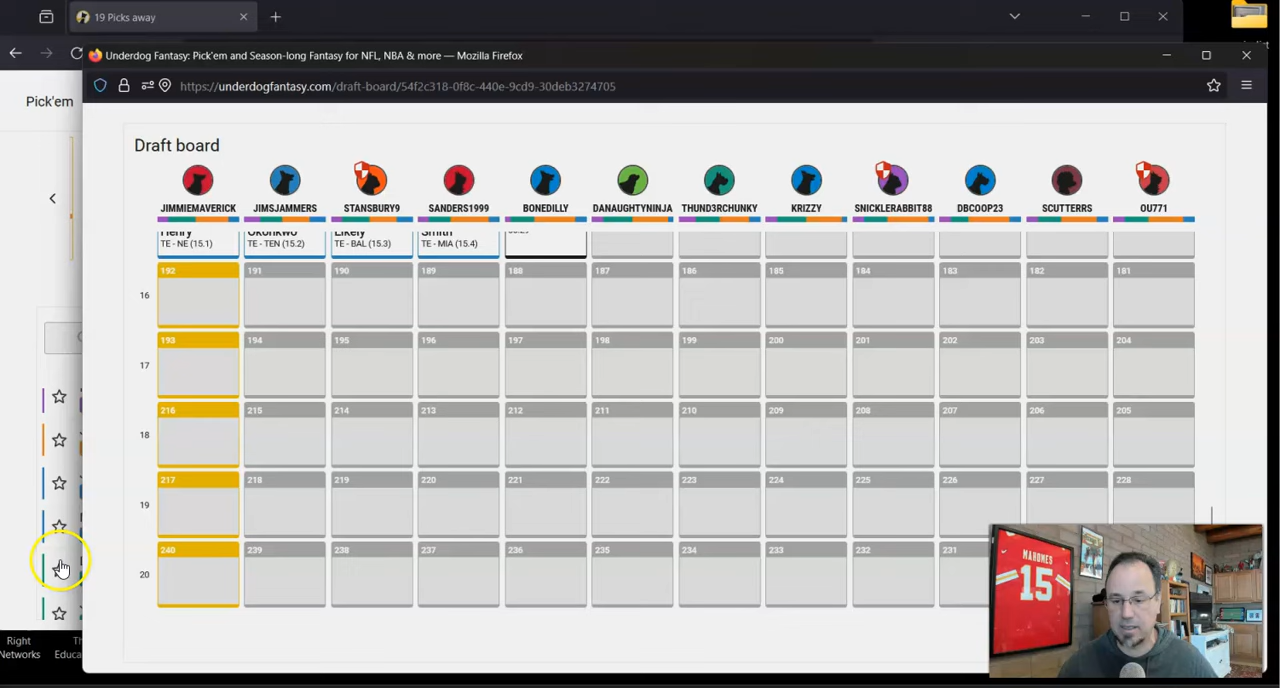 19 Picks away
Underdog Fantasy: Pick'em and Season-long Fantasy for NFL, NBA & more — Mozilla Firefox
https://underdogfantasy.com/draft-board/54f2c318-0f8c-440e-9cd9-30deb3274705
Pick'em
Draft board
JIMMIEMAVERICK JIMSJAMMERS STANSBURY9 SANDERS1999 BONEDILLY DANAUGHTYNINJA THUND3RCHUNKY KRIZZY SNICKLERABBIT88 DBCOOP23 SCUTTERRS OU771
Henry Okonkwo Likely Smith
TE - NE (15.1) TE - TEN (15.2) TE - BAL (15.3) TE - MIA (15.4)
192 191 190 189 188 187 186 185 184 183 182 181
16
193 194 195 196 197 198 199 200 201 202 203 204
17
216 215 214 213 212 211 210 209 208 207 206 205
18
217 218 219 220 221 222 223 224 225 226 227 228
19
240 239 238 237 236 235 234 233 232 231
20
MAHOMES
15
Right
Networks
Th
Educa